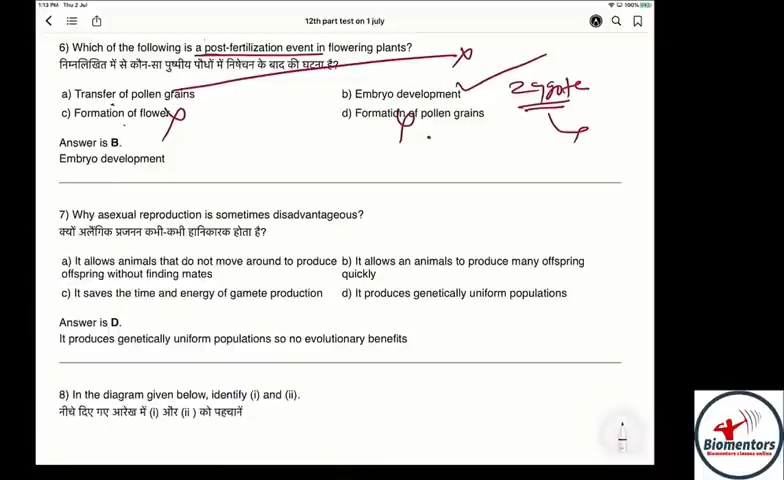 1:13 PM Thu 2 Jul
100%
12th part test on 1 july
6) Which of the following is a post-fertilization event in flowering plants?
निम्नलिखित में से कौन-सा पुष्पीय पौधों में निषेचन के बाद की घटना है?
a) Transfer of pollen grains
b) Embryo development
zygote
c) Formation of flower
d) Formation of pollen grains
Answer is B.
Embryo development
7) Why asexual reproduction is sometimes disadvantageous?
क्यों अलैंगिक प्रजनन कभी-कभी हानिकारक होता है?
a) It allows animals that do not move around to produce
offspring without finding mates
b) It allows an animals to produce many offspring
quickly
c) It saves the time and energy of gamete production
d) It produces genetically uniform populations
Answer is D.
It produces genetically uniform populations so no evolutionary benefits
8) In the diagram given below, identify (i) and (ii).
नीचे दिए गए आरेख में (i) और (ii ) को पहचानें
Biomentors
Biomentors classes online